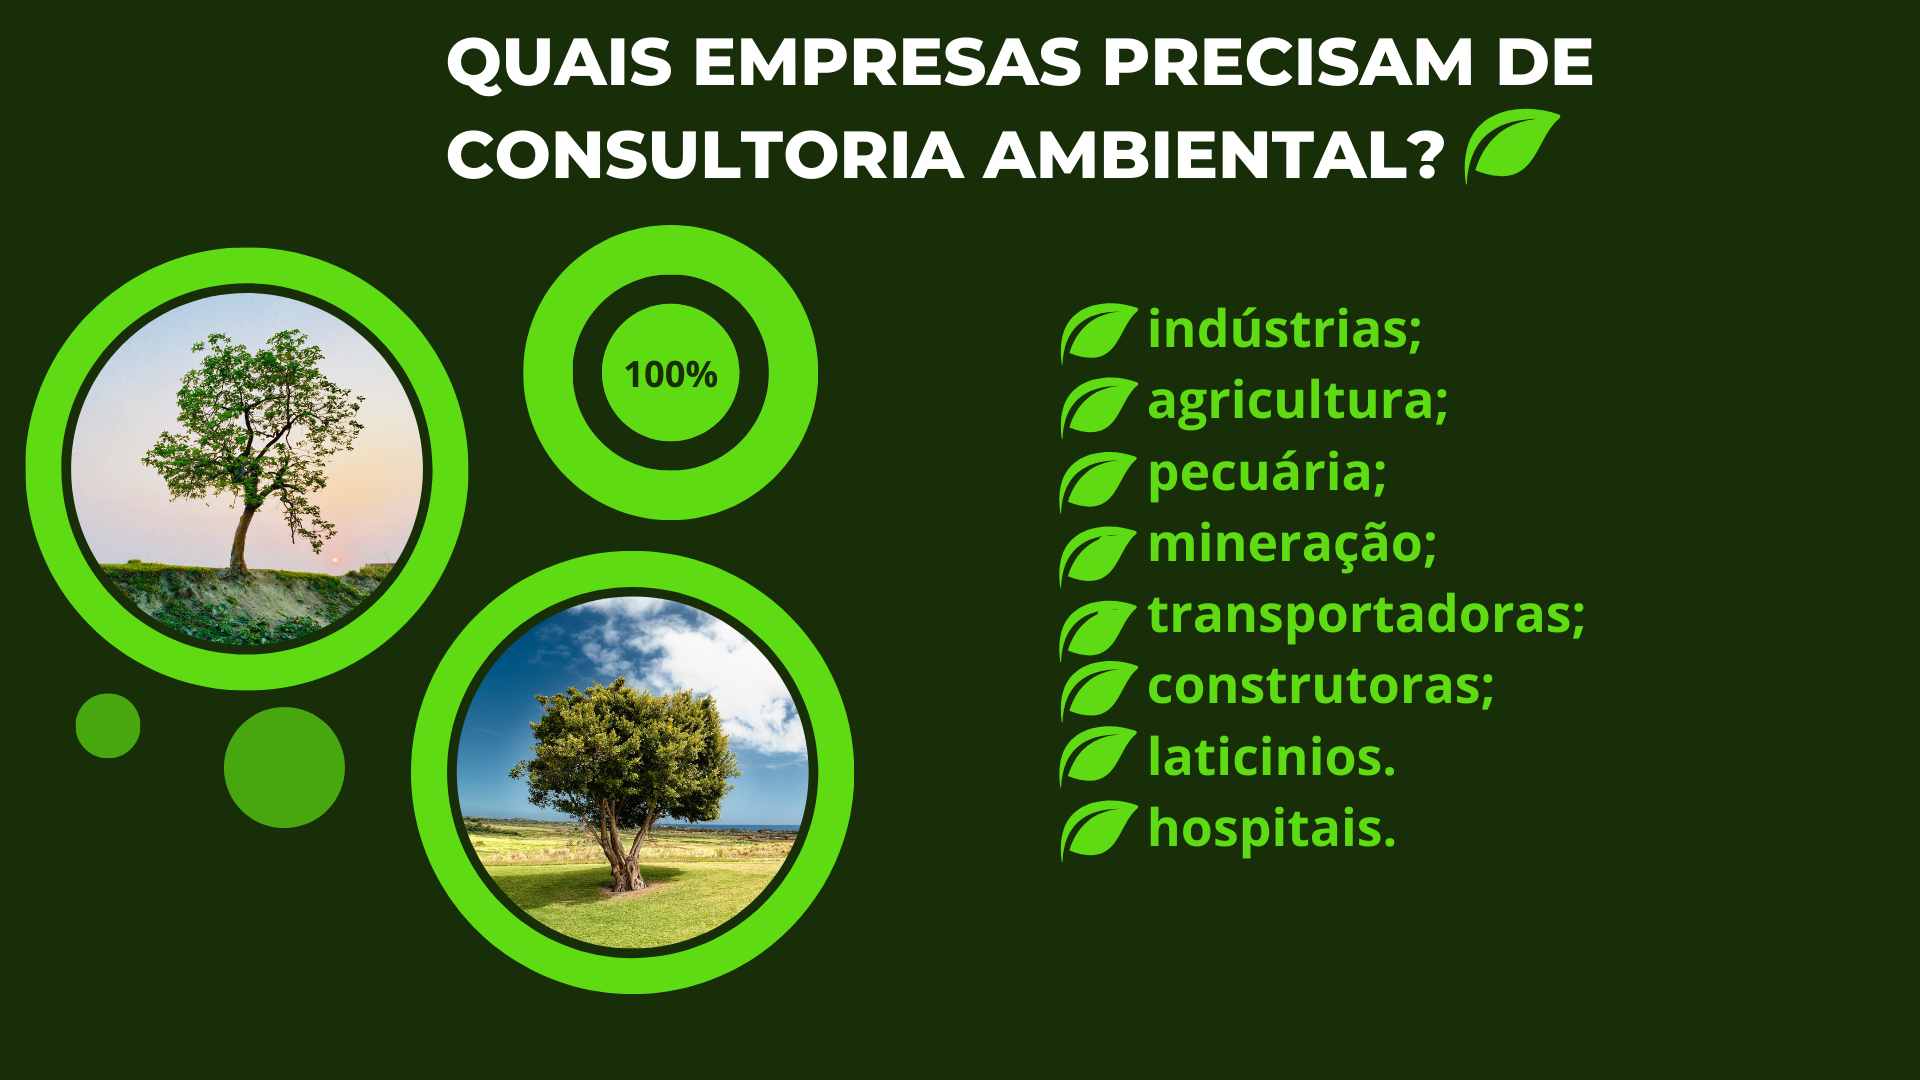 QUAIS EMPRESAS PRECISAM DE
CONSULTORIA AMBIENTAL?
100%
indústrias;
agricultura;
pecuária;
mineração;
transportadoras;
construtoras;
laticinios.
hospitais.